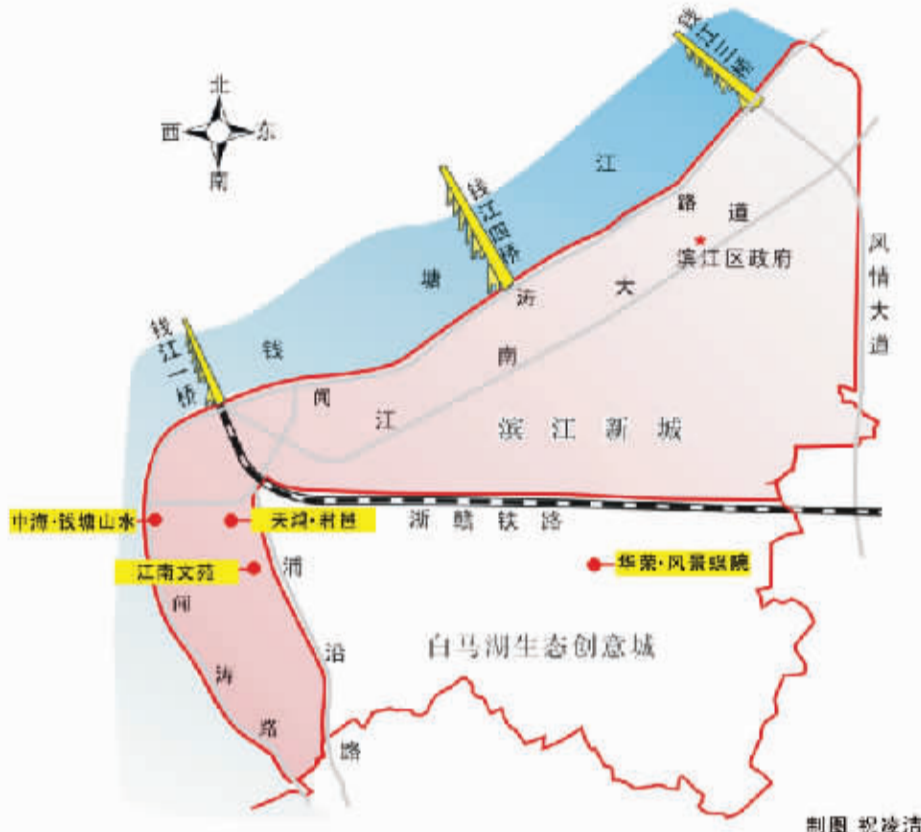 北
西 东
南
钱江三桥
钱江四桥
钱江一桥
钱塘江
闻涛路
江南大道
滨江区政府
风情大道
滨江新城
中海·钱塘山水
天鸿·君邑
浙赣铁路
江南文苑
华荣·风景蝶院
浦沿路
闻涛路
白马湖生态创意城
制图